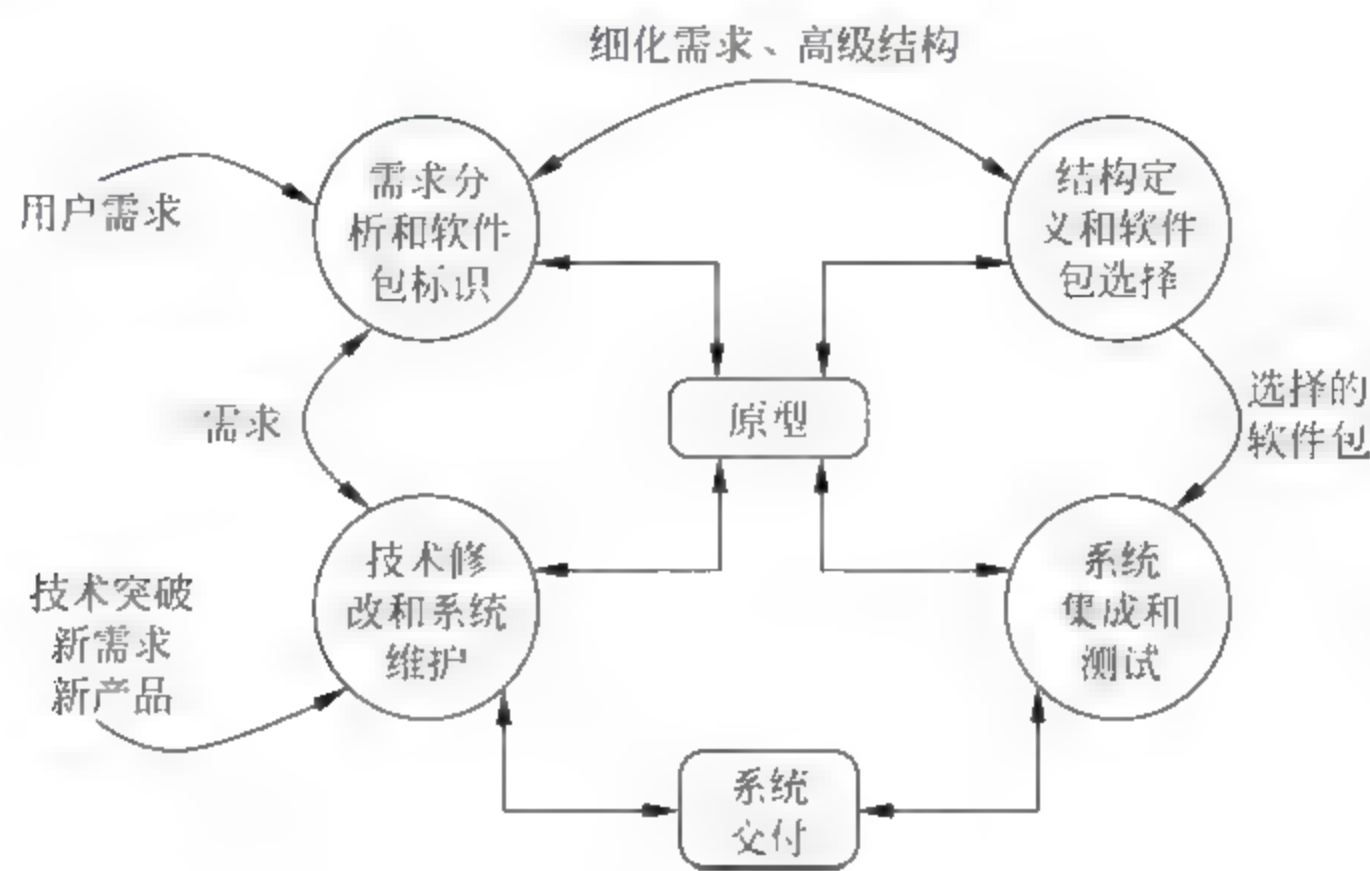 细化需求、高级结构
用户需求
需求分
析和软件
包标识
结构定
义和软件
包选择
需求
原型
选择的
软件包
技术突破
新需求
新产品
技术修
改和系统
维护
系统
集成和
测试
系统
交付